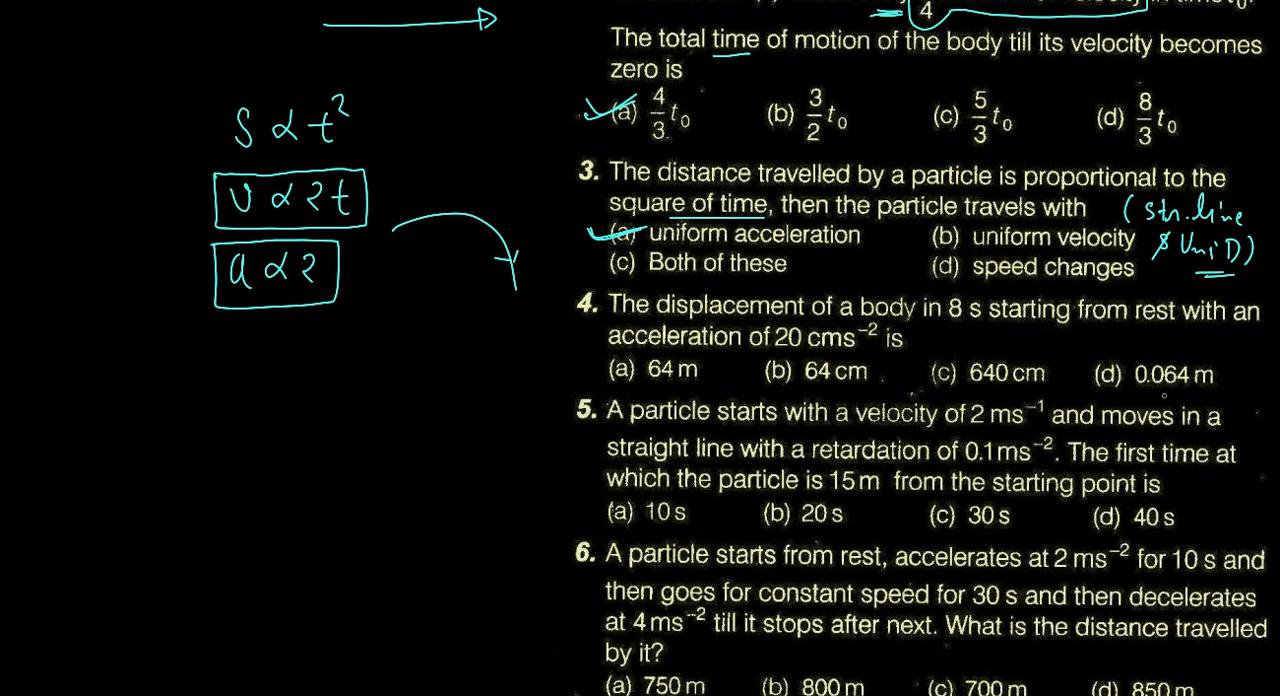 4
The total time of motion of the body till its velocity becomes
zero is
(a) 4/3 t₀ (b) 3/2 t₀ (c) 5/3 t₀ (d) 8/3 t₀
S ∝ t²
v ∝ 2t
a ∝ 2
3. The distance travelled by a particle is proportional to the
square of time, then the particle travels with (str. line
(a) uniform acceleration (b) uniform velocity & Uni D)
(c) Both of these (d) speed changes
4. The displacement of a body in 8 s starting from rest with an
acceleration of 20 cms⁻² is
(a) 64 m (b) 64 cm (c) 640 cm (d) 0.064 m
5. A particle starts with a velocity of 2 ms⁻¹ and moves in a
straight line with a retardation of 0.1 ms⁻². The first time at
which the particle is 15 m from the starting point is
(a) 10 s (b) 20 s (c) 30 s (d) 40 s
6. A particle starts from rest, accelerates at 2 ms⁻² for 10 s and
then goes for constant speed for 30 s and then decelerates
at 4 ms⁻² till it stops after next. What is the distance travelled
by it?
(a) 750 m (b) 800 m (c) 700 m (d) 850 m